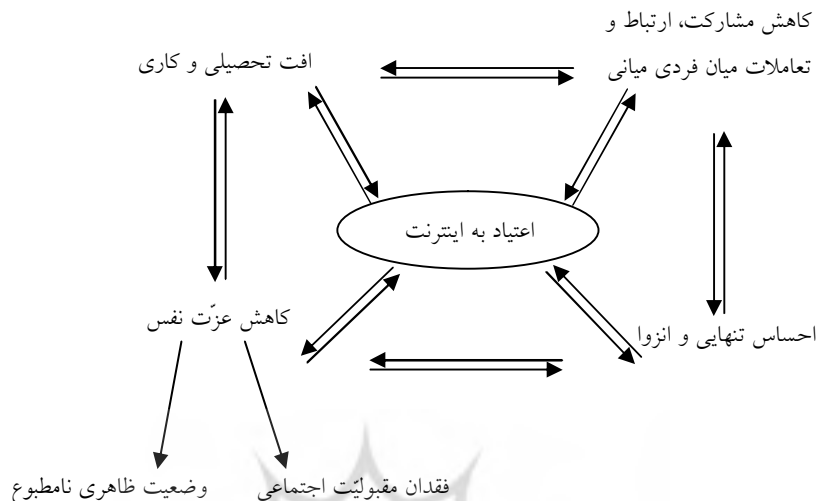 کاهش مشارکت، ارتباط و
تعاملات میان فردی میانی
افت تحصیلی و کاری
اعتیاد به اینترنت
احساس تنهایی و انزوا
کاهش عزّت نفس
فقدان مقبولیّت اجتماعی
وضعیت ظاهری نامطبوع